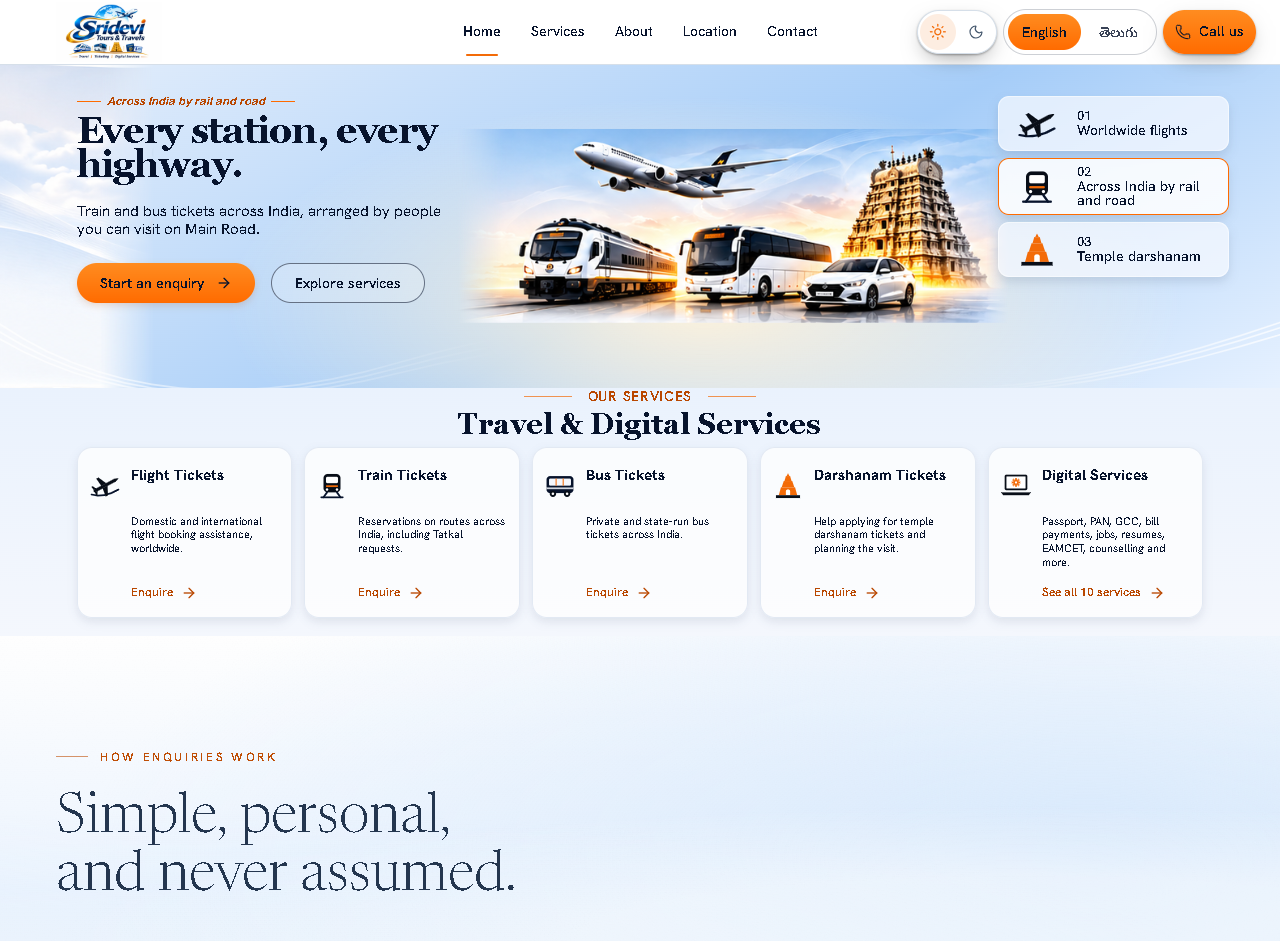 Sridevi
Tours & Travels
Travel | Ticketing | Digital Services
Home
Services
About
Location
Contact
English
తెలుగు
Call us
Across India by rail and road
Every station, every
highway.
Train and bus tickets across India, arranged by people
you can visit on Main Road.
Start an enquiry
Explore services
01
Worldwide flights
02
Across India by rail
and road
03
Temple darshanam
OUR SERVICES
Travel & Digital Services
Flight Tickets
Domestic and international
flight booking assistance,
worldwide.
Enquire
Train Tickets
Reservations on routes across
India, including Tatkal
requests.
Enquire
Bus Tickets
Private and state-run bus
tickets across India.
Enquire
Darshanam Tickets
Help applying for temple
darshanam tickets and
planning the visit.
Enquire
Digital Services
Passport, PAN, GCC, bill
payments, jobs, resumes,
EAMCET, counselling and
more.
See all 10 services
HOW ENQUIRIES WORK
Simple, personal,
and never assumed.